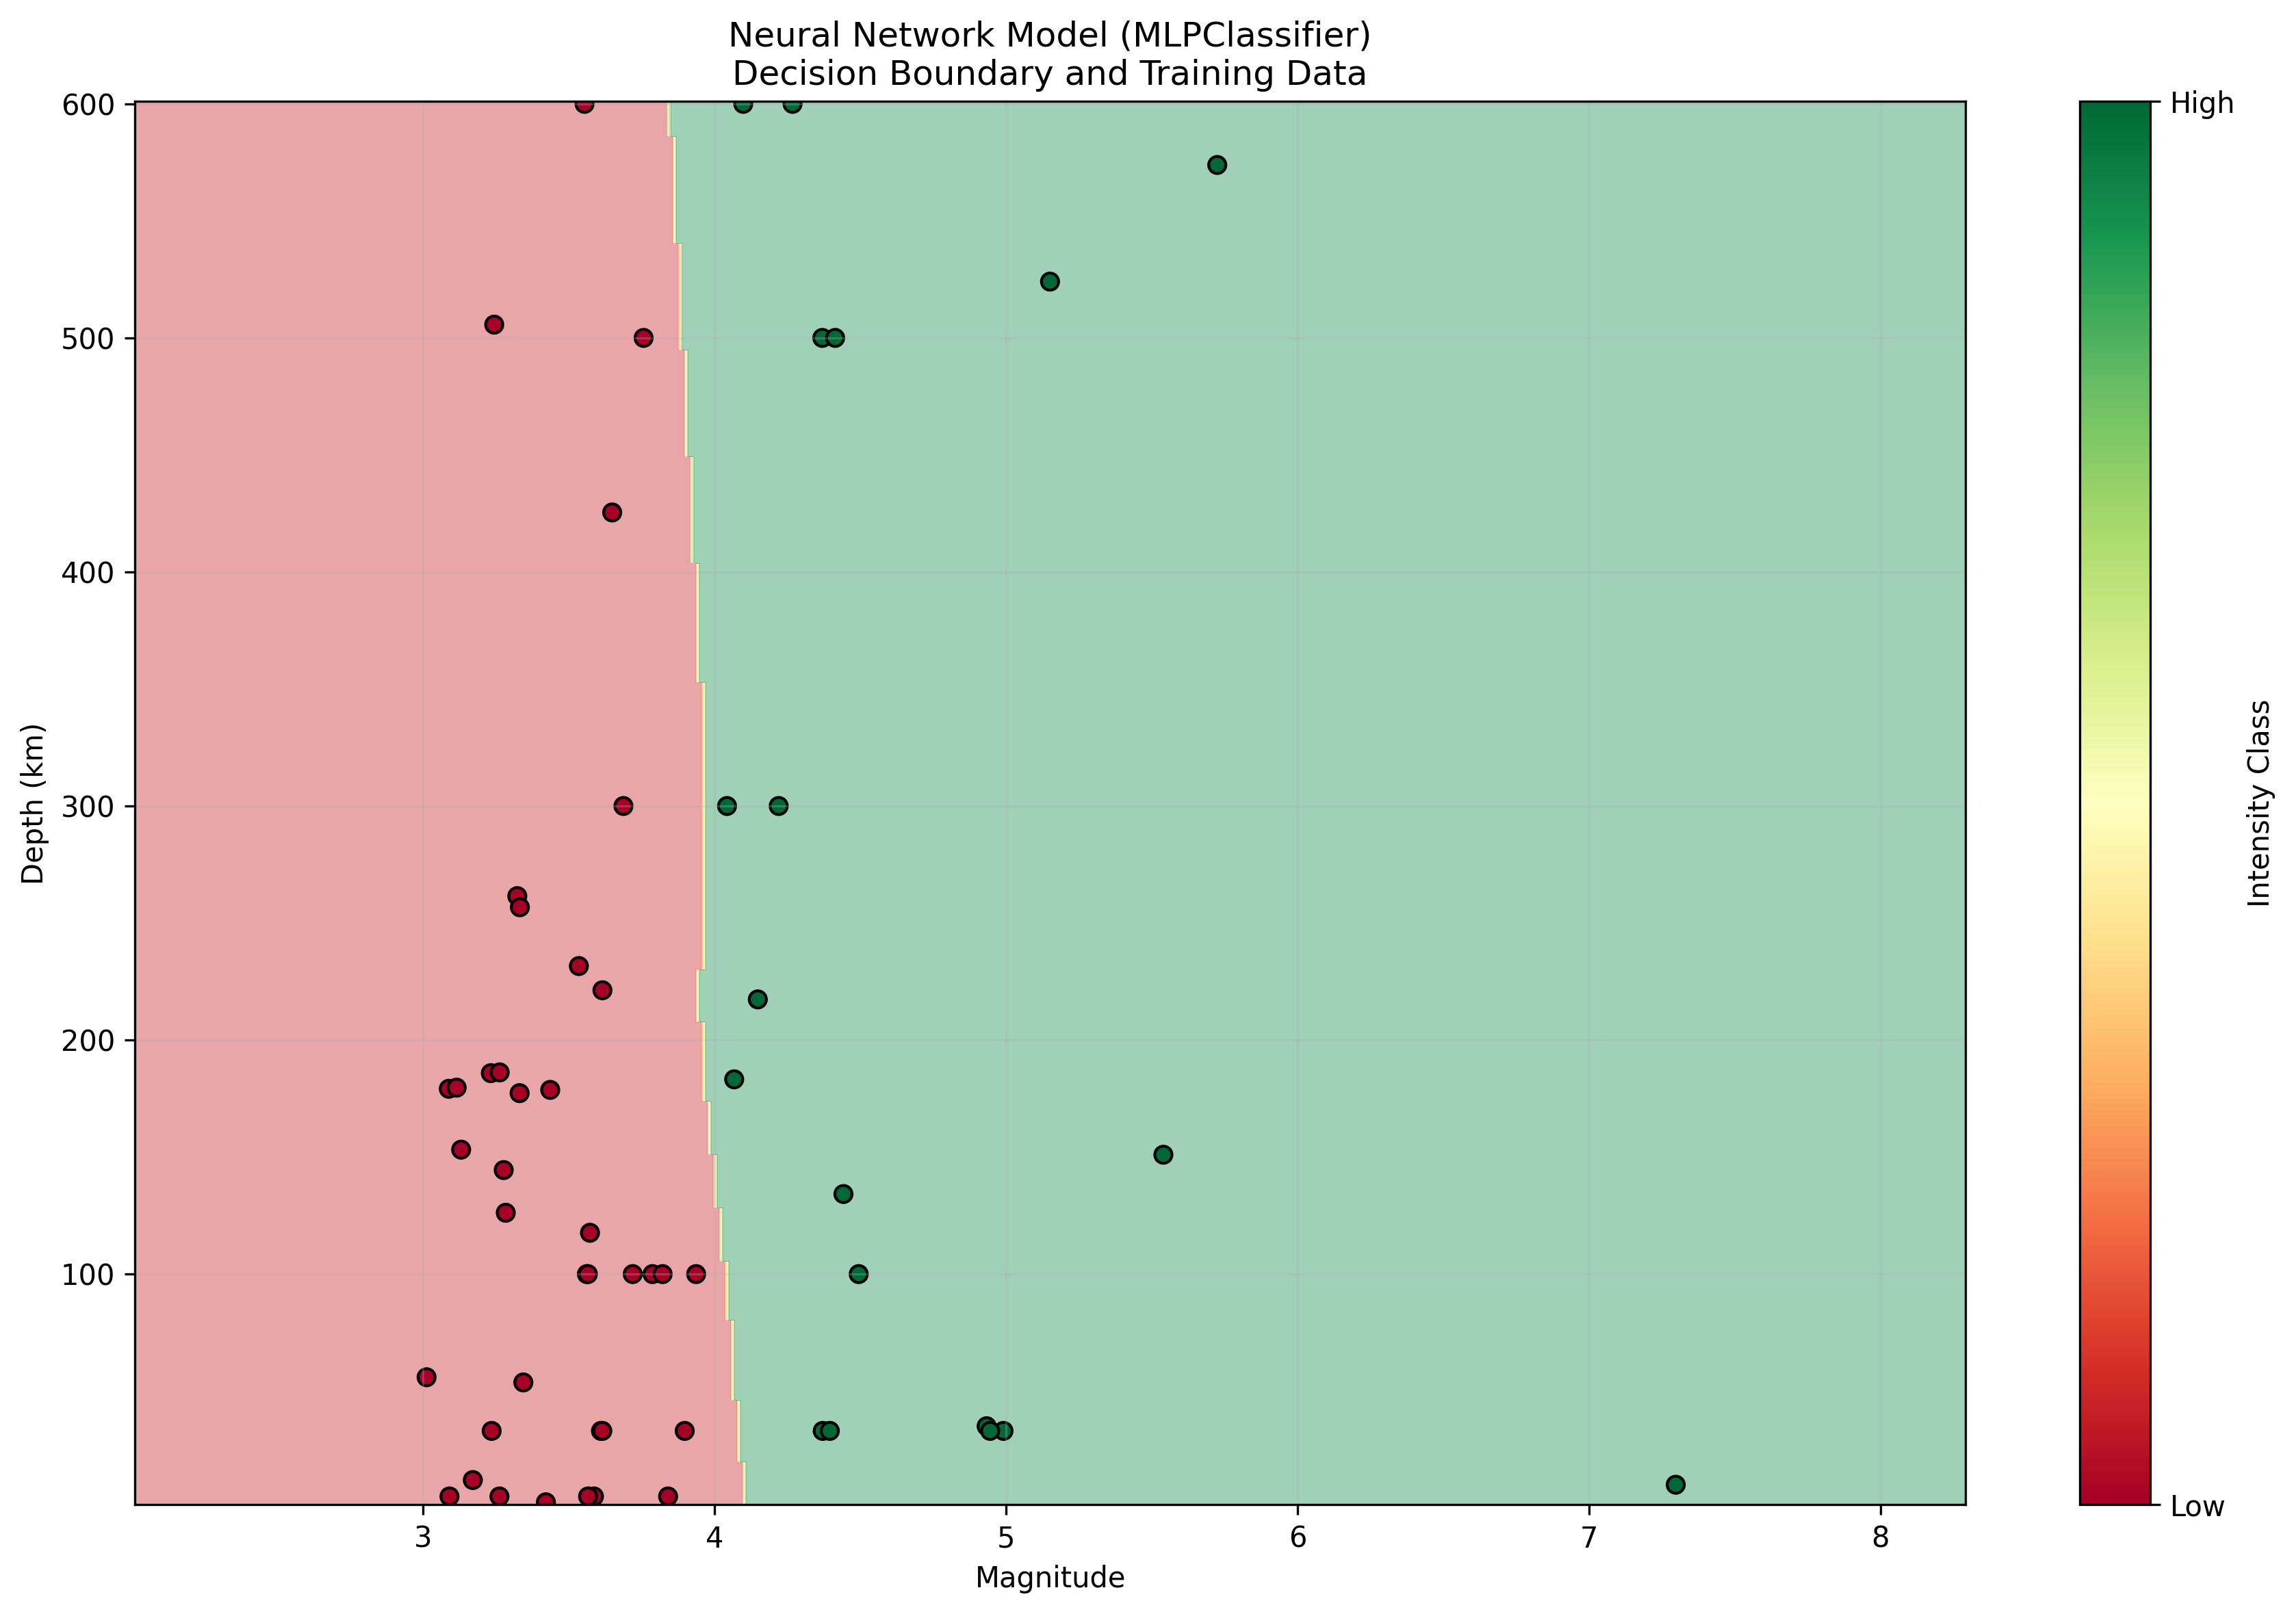 Neural Network Model (MLPClassifier)
Decision Boundary and Training Data
600
500
400
300
200
100
Depth (km)
3 4 5 6 7 8
Magnitude
High
Low
Intensity Class